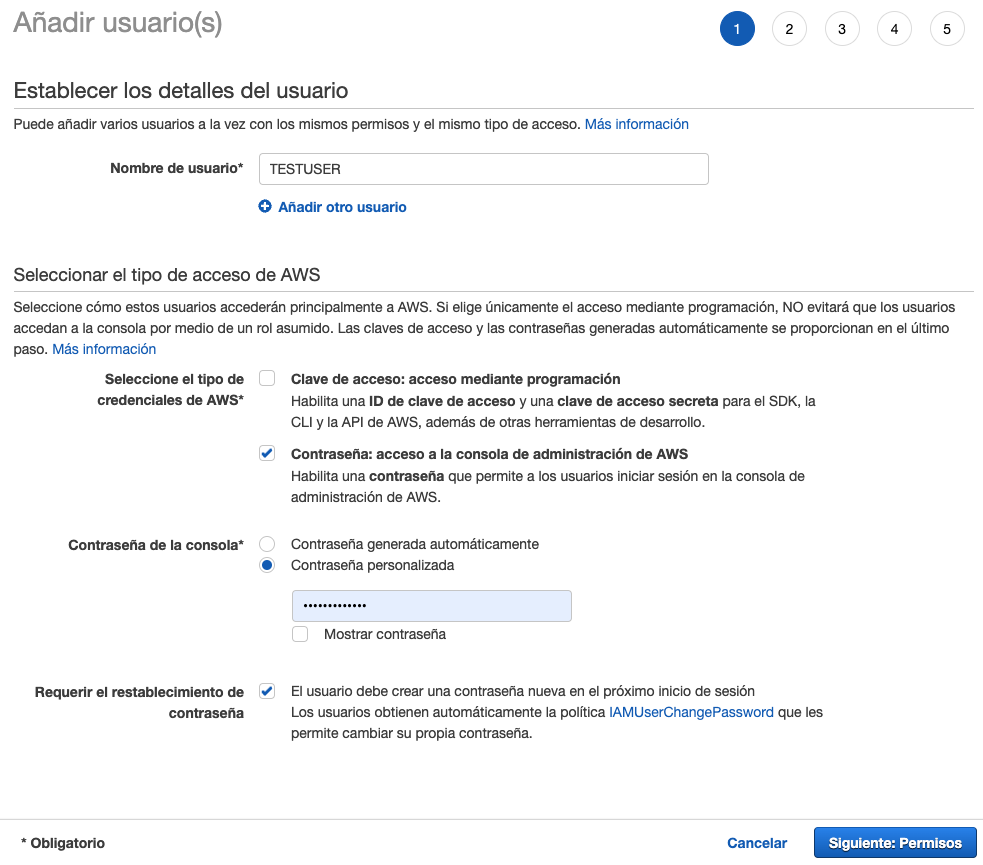 Añadir usuario(s)
1 2 3 4 5
Establecer los detalles del usuario
Puede añadir varios usuarios a la vez con los mismos permisos y el mismo tipo de acceso. Más información
Nombre de usuario* TESTUSER
Añadir otro usuario
Seleccionar el tipo de acceso de AWS
Seleccione cómo estos usuarios accederán principalmente a AWS. Si elige únicamente el acceso mediante programación, NO evitará que los usuarios
accedan a la consola por medio de un rol asumido. Las claves de acceso y las contraseñas generadas automáticamente se proporcionan en el último
paso. Más información
Seleccione el tipo de
credenciales de AWS*
Clave de acceso: acceso mediante programación
Habilita una ID de clave de acceso y una clave de acceso secreta para el SDK, la
CLI y la API de AWS, además de otras herramientas de desarrollo.
Contraseña: acceso a la consola de administración de AWS
Habilita una contraseña que permite a los usuarios iniciar sesión en la consola de
administración de AWS.
Contraseña de la consola*
Contraseña generada automáticamente
Contraseña personalizada
•••••••••••••
Mostrar contraseña
Requerir el restablecimiento de
contraseña
El usuario debe crear una contraseña nueva en el próximo inicio de sesión
Los usuarios obtienen automáticamente la política IAMUserChangePassword que les
permite cambiar su propia contraseña.
* Obligatorio
Cancelar
Siguiente: Permisos